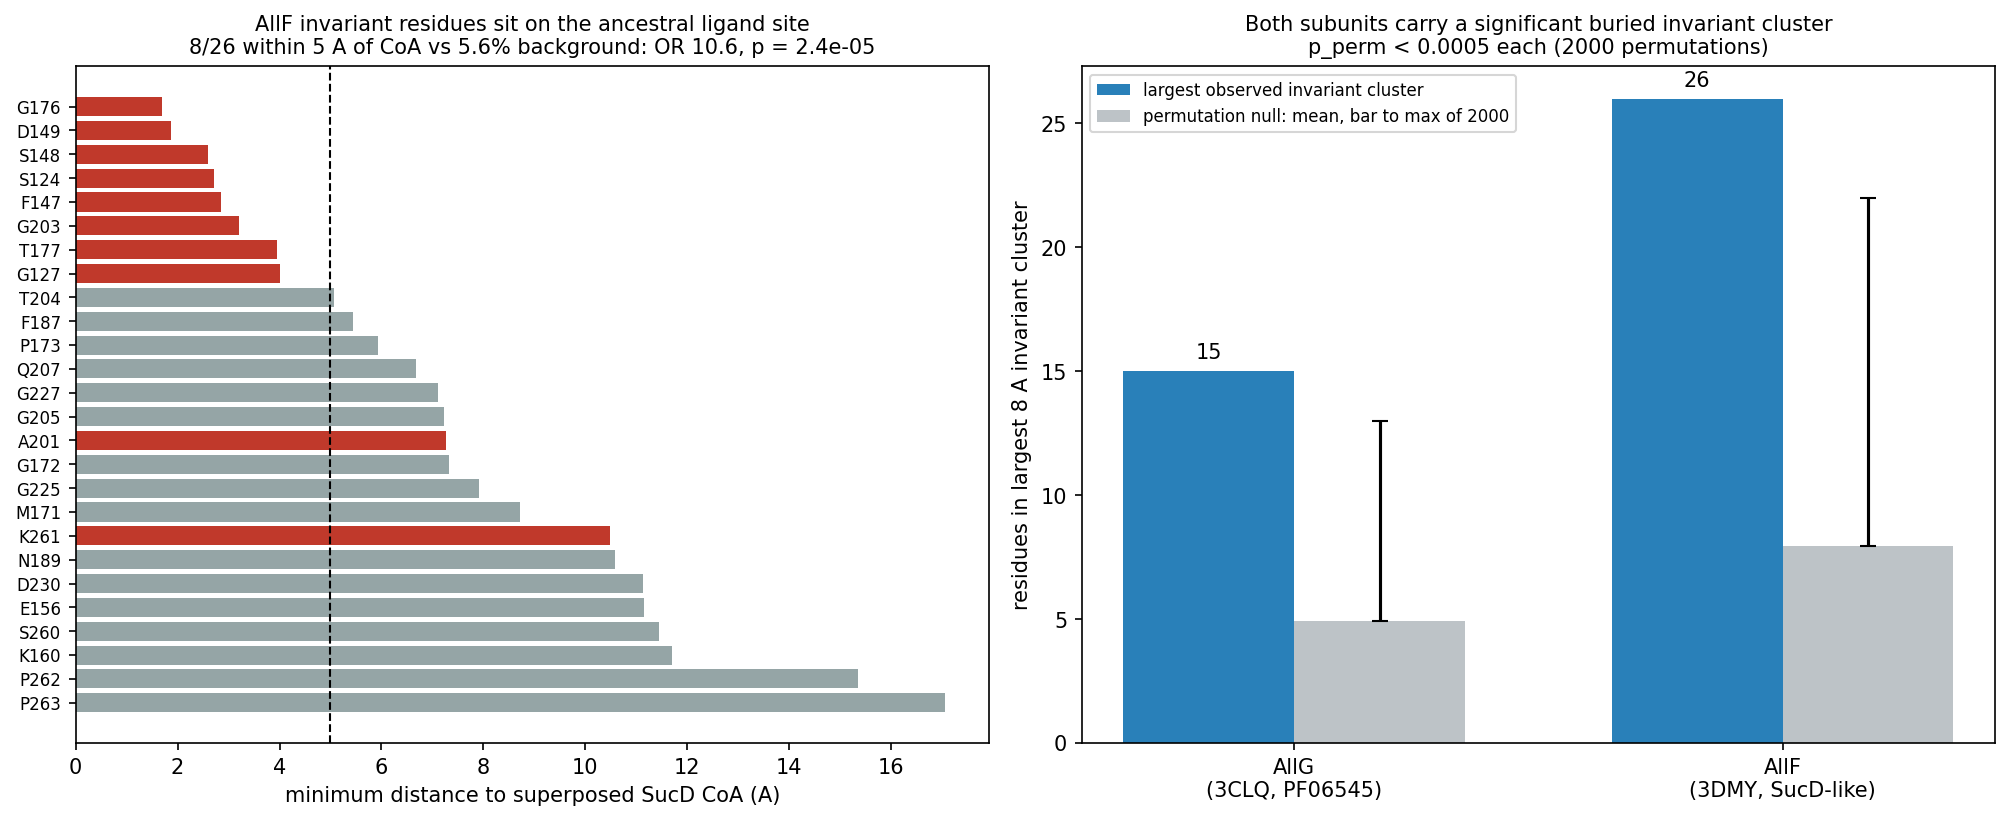 AllF invariant residues sit on the ancestral ligand site
8/26 within 5 A of CoA vs 5.6% background: OR 10.6, p = 2.4e-05
G176
D149
S148
S124
F147
G203
T177
G127
T204
F187
P173
Q207
G227
G205
A201
G172
G225
M171
K261
N189
D230
E156
S260
K160
P262
P263
0 2 4 6 8 10 12 14 16
minimum distance to superposed SucD CoA (A)
Both subunits carry a significant buried invariant cluster
p_perm < 0.0005 each (2000 permutations)
largest observed invariant cluster
permutation null: mean, bar to max of 2000
residues in largest 8 A invariant cluster
25
20
15
10
5
0
15
26
AllG
(3CLQ, PF06545)
AllF
(3DMY, SucD-like)